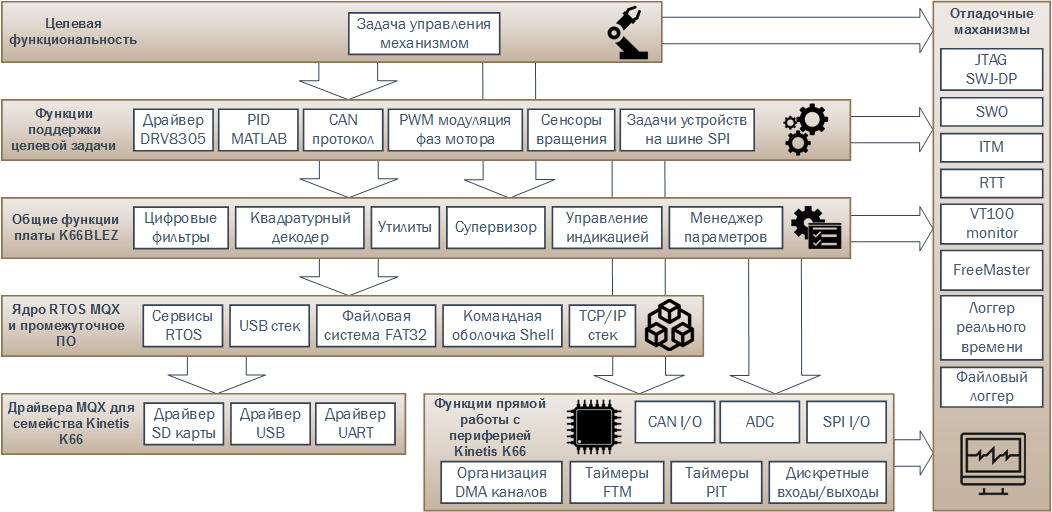 Целевая
функциональность
Задача управления
механизмом
Функции
поддержки
целевой задачи
Драйвер
DRV8305
PID
MATLAB
CAN
протокол
PWM модуляция
фаз мотора
Сенсоры
вращения
Задачи устройств
на шине SPI
Общие функции
платы K66BLEZ
Цифровые
фильтры
Квадратурный
декодер
Утилиты
Супервизор
Управление
индикацией
Менеджер
параметров
Ядро RTOS MQX
и промежуточное
ПО
Сервисы
RTOS
USB стек
Файловая
система FAT32
Командная
оболочка Shell
TCP/IP
стек
Драйвера MQX для
семейства Kinetis
K66
Драйвер
SD карты
Драйвер
USB
Драйвер
UART
Функции прямой
работы с
периферией
Kinetis K66
CAN I/O
ADC
SPI I/O
Организация
DMA каналов
Таймеры
FTM
Таймеры
PIT
Дискретные
входы/выходы
Отладочные
маханизмы
JTAG
SWJ-DP
SWO
ITM
RTT
VT100
monitor
FreeMaster
Логгер
реального
времени
Файловый
логгер